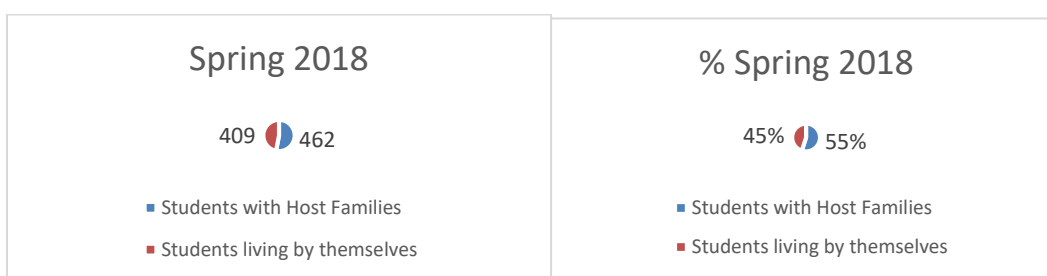 Spring 2018
409
462
Students with Host Families
Students living by themselves
% Spring 2018
45%
55%
Students with Host Families
Students living by themselves